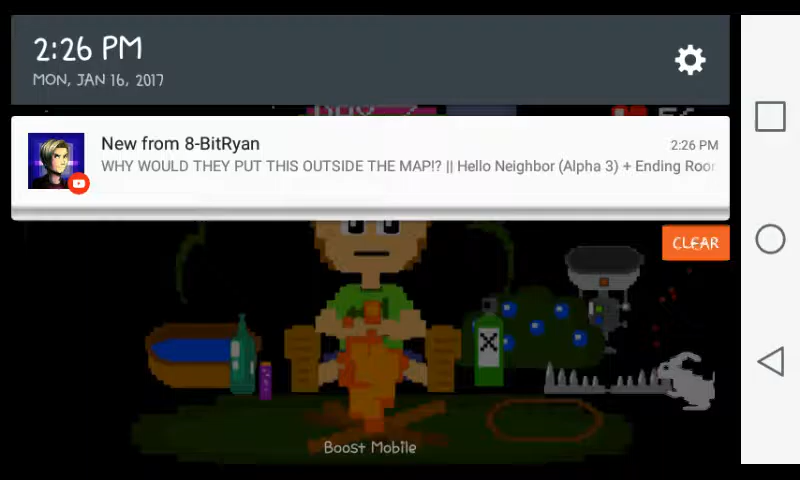 2:26 PM
MON, JAN 16, 2017
New from 8-BitRyan
2:26 PM
WHY WOULD THEY PUT THIS OUTSIDE THE MAP!? || Hello Neighbor (Alpha 3) + Ending Roor
CLEAR
X
Boost Mobile